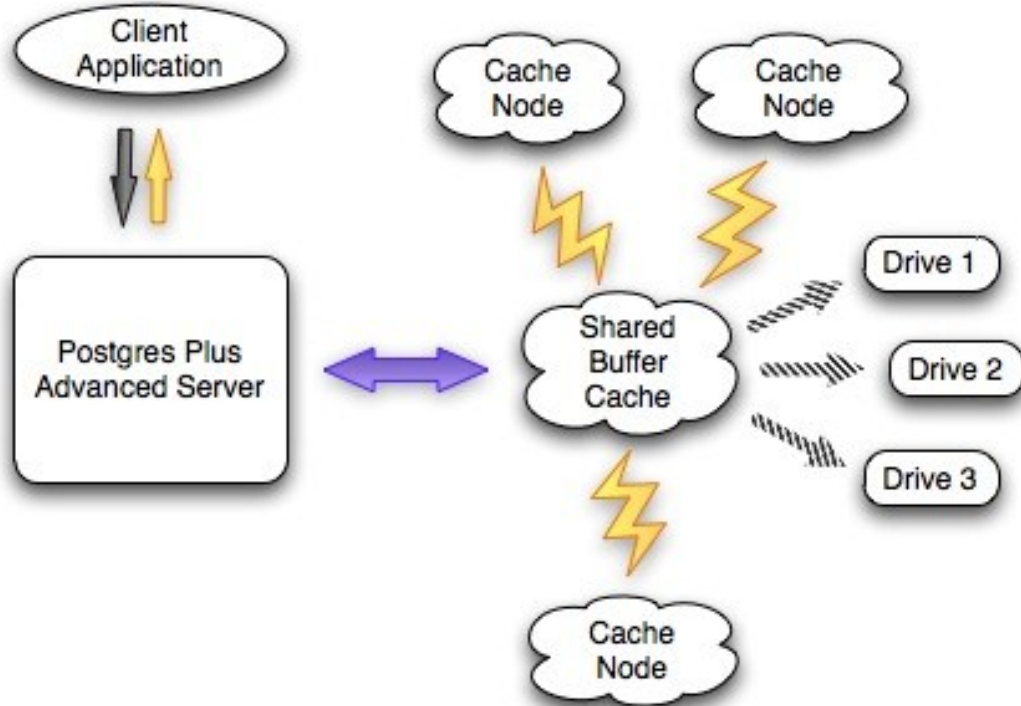 Client
Application
Cache
Node
Cache
Node
Postgres Plus
Advanced Server
Shared
Buffer
Cache
Drive 1
Drive 2
Drive 3
Cache
Node